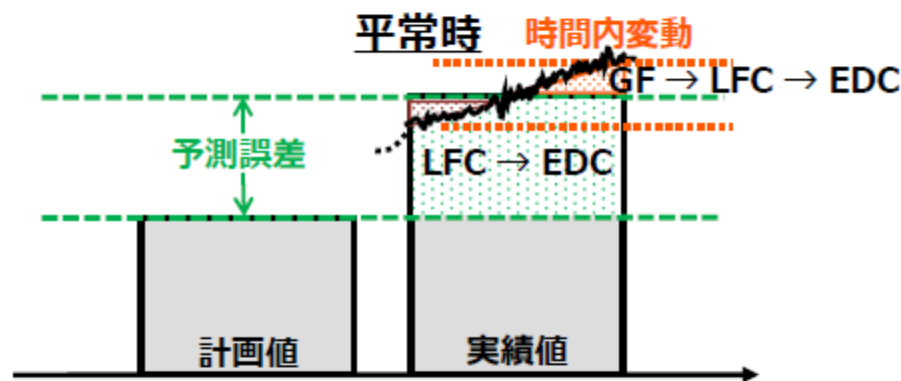 平常時
時間内変動
GF → LFC → EDC
予測誤差
LFC → EDC
計画値
実績値